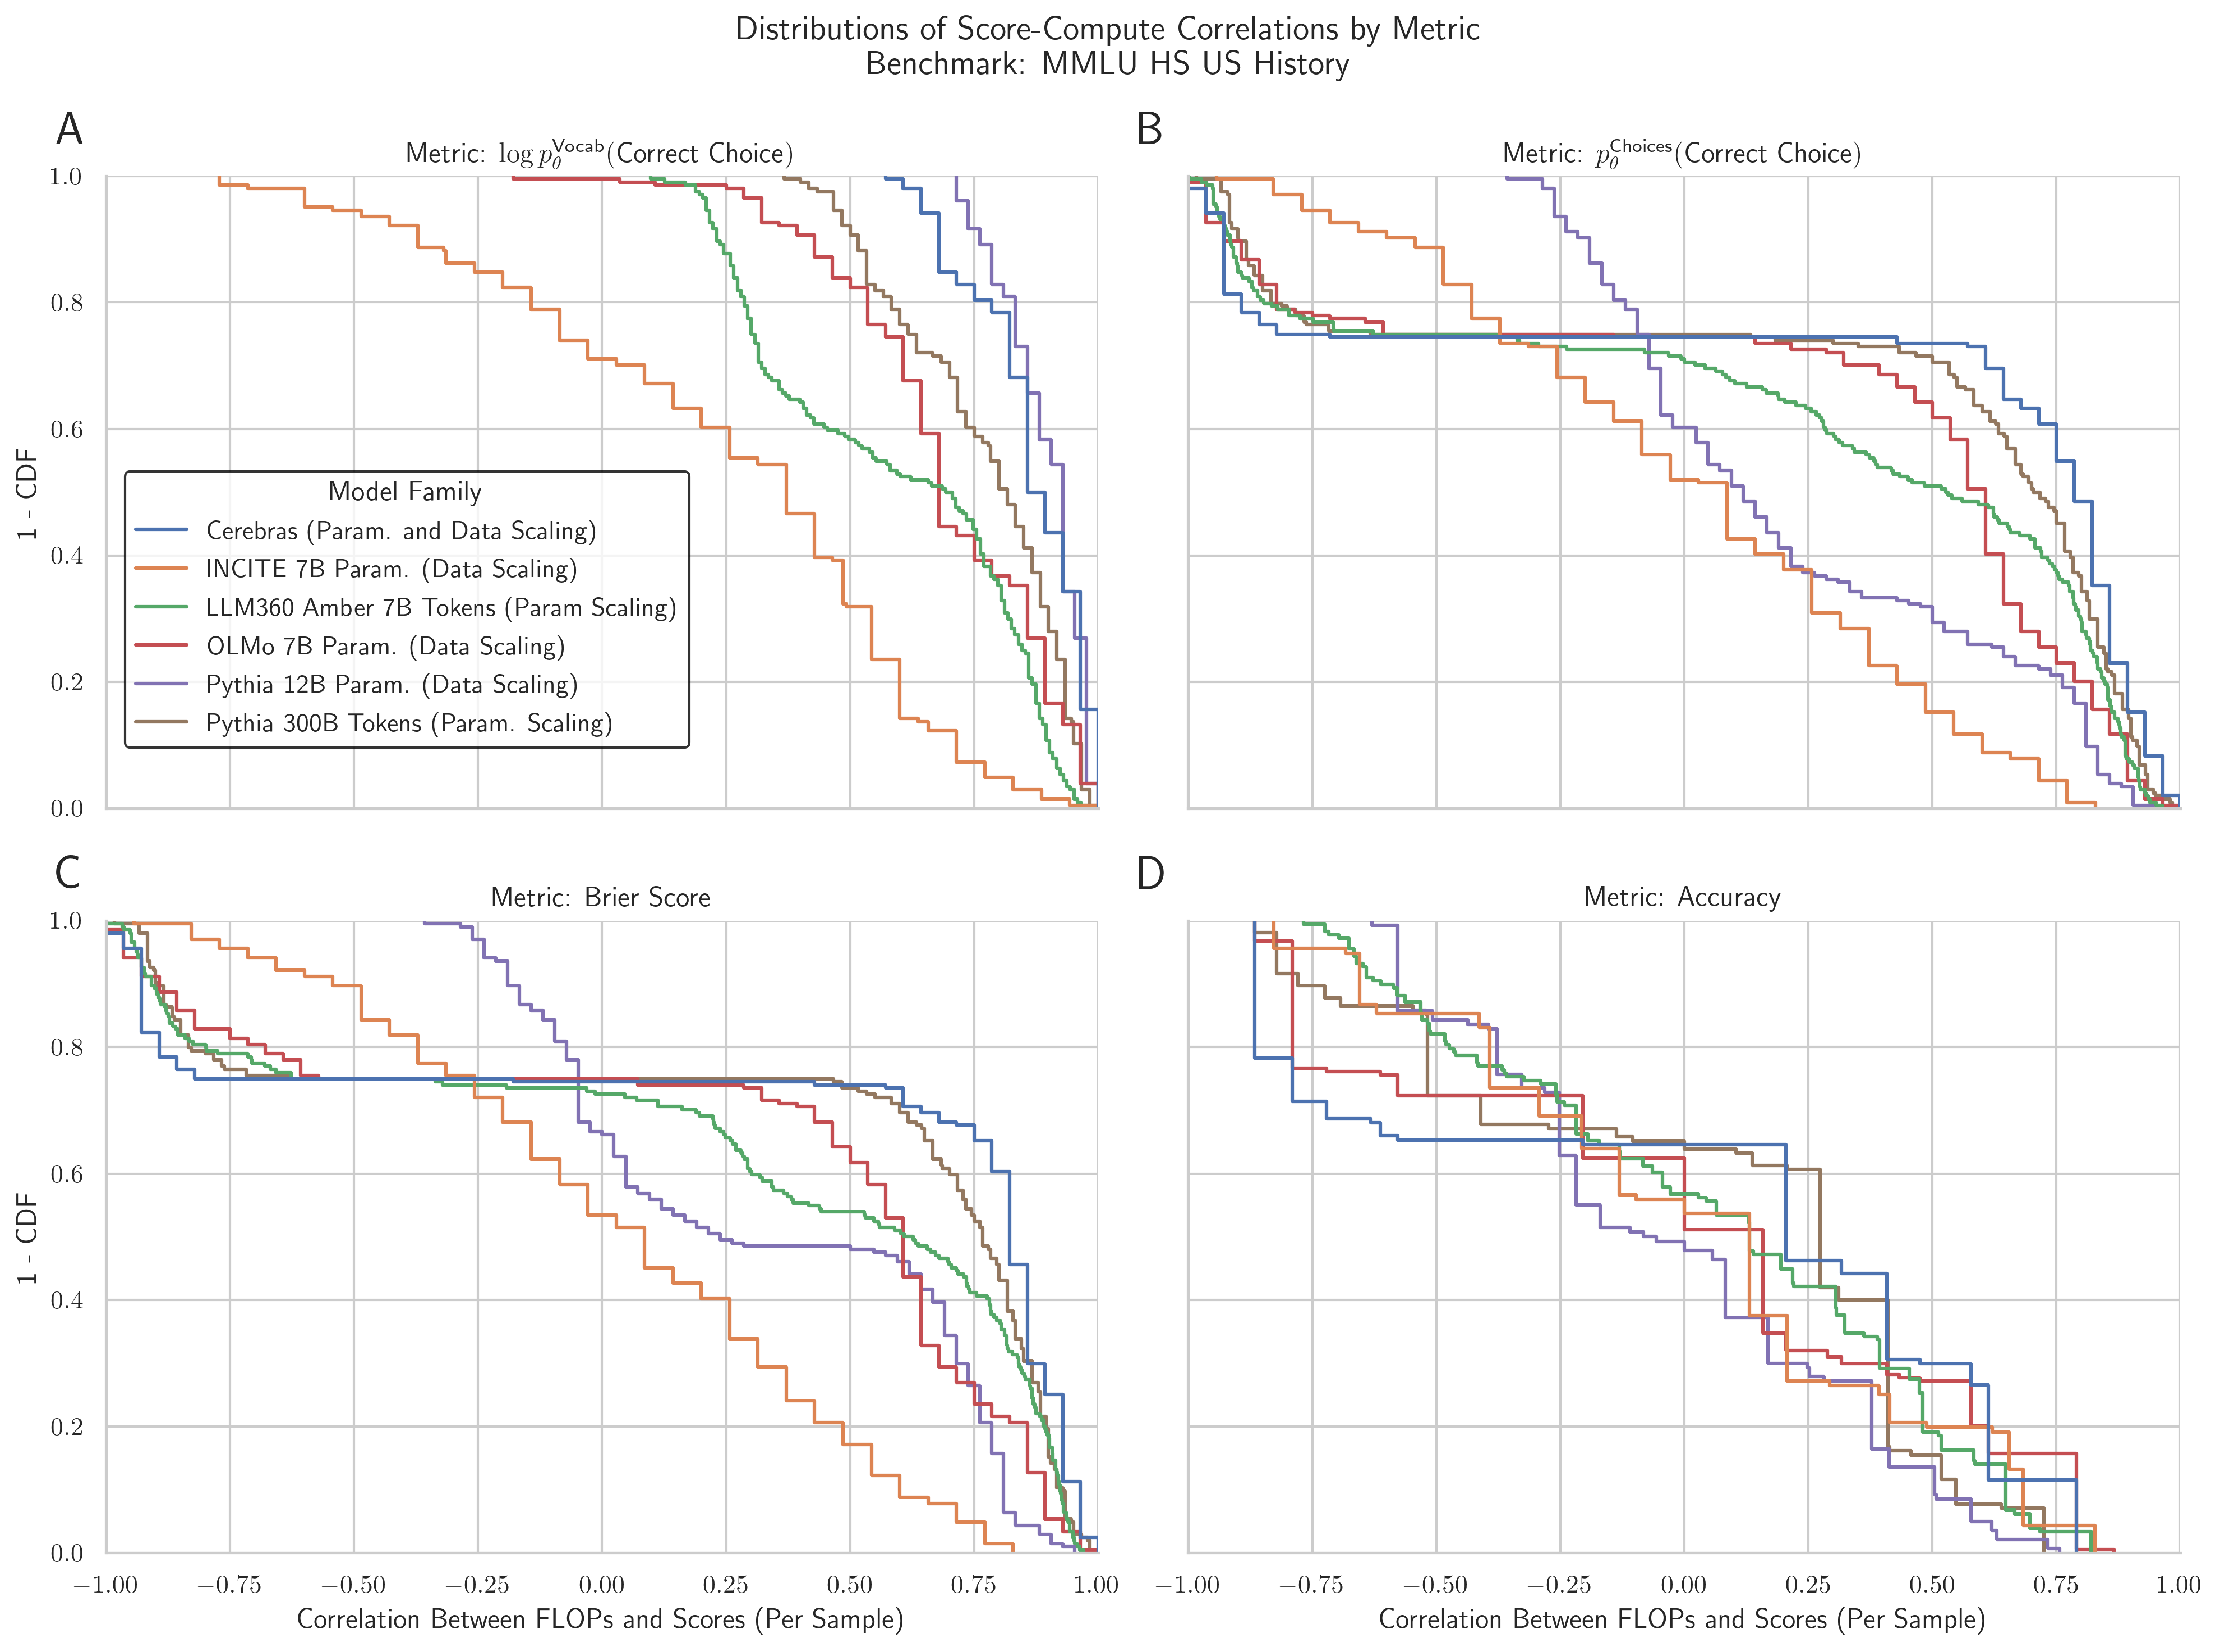 Distributions of Score-Compute Correlations by Metric
Benchmark: MMLU HS US History
A
Metric: log p_θ^Vocab(Correct Choice)
1.0
0.8
0.6
0.4
0.2
0.0
1 - CDF
Model Family
Cerebras (Param. and Data Scaling)
INCITE 7B Param. (Data Scaling)
LLM360 Amber 7B Tokens (Param Scaling)
OLMo 7B Param. (Data Scaling)
Pythia 12B Param. (Data Scaling)
Pythia 300B Tokens (Param. Scaling)
B
Metric: p_θ^Choices(Correct Choice)
C
Metric: Brier Score
1.0
0.8
0.6
0.4
0.2
0.0
1 - CDF
−1.00 −0.75 −0.50 −0.25 0.00 0.25 0.50 0.75 1.00
Correlation Between FLOPs and Scores (Per Sample)
D
Metric: Accuracy
−1.00 −0.75 −0.50 −0.25 0.00 0.25 0.50 0.75 1.00
Correlation Between FLOPs and Scores (Per Sample)